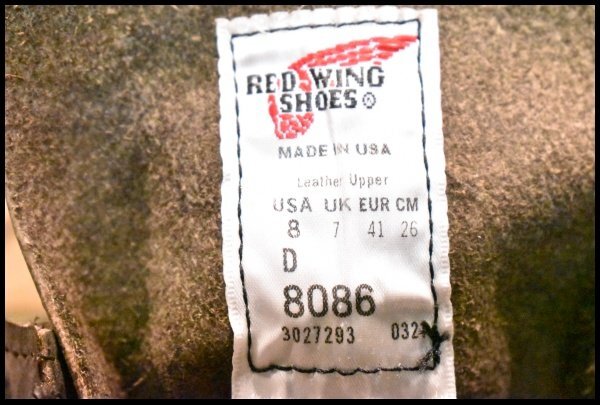 RED WING
SHOES®
MADE IN USA
Leather Upper
USA UK EUR CM
8 7 41 26
D
8086
3027293